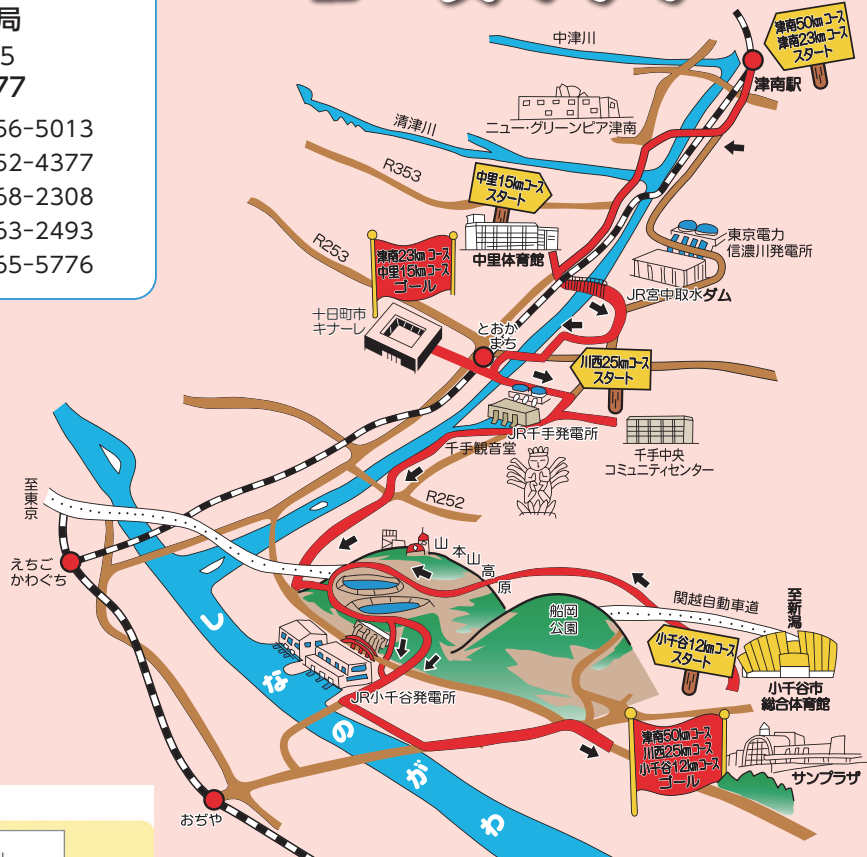 局
5
77
56-5013
52-4377
68-2308
63-2493
65-5776
津南50kmコース
津南23kmコース
スタート
津南駅
中津川
ニュー・グリーンピア津南
清津川
R353
中里15kmコース
スタート
中里体育館
東京電力
信濃川発電所
JR宮中取水ダム
R253
津南23kmコース
中里15kmコース
ゴール
十日町市
キナーレ
とおか
まち
川西25kmコース
スタート
JR千手発電所
千手観音堂
千手中央
コミュニティセンター
R252
至東京
えちご
かわぐち
山本山高原
船岡
公園
関越自動車道
至新潟
小千谷12kmコース
スタート
小千谷市
総合体育館
JR小千谷発電所
しなのがわ
津南50kmコース
川西25kmコース
小千谷12kmコース
ゴール
サンプラザ
おぢや